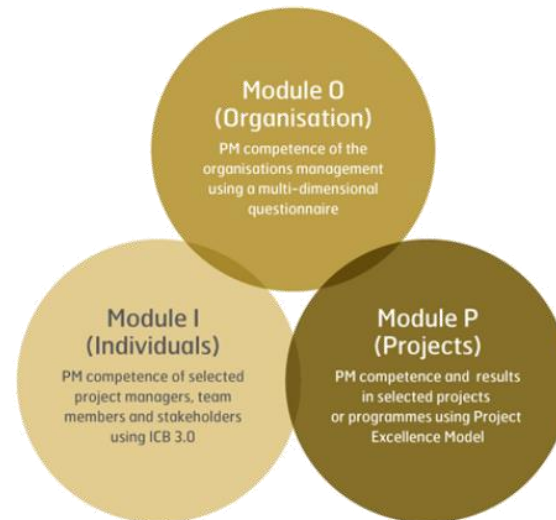 Module O
(Organisation)
PM competence of the
organisations management
using a multi-dimensional
questionnaire
Module I
(Individuals)
PM competence of selected
project managers, team
members and stakeholders
using ICB 3.0
Module P
(Projects)
PM competence and results
in selected projects
or programmes using Project
Excellence Model